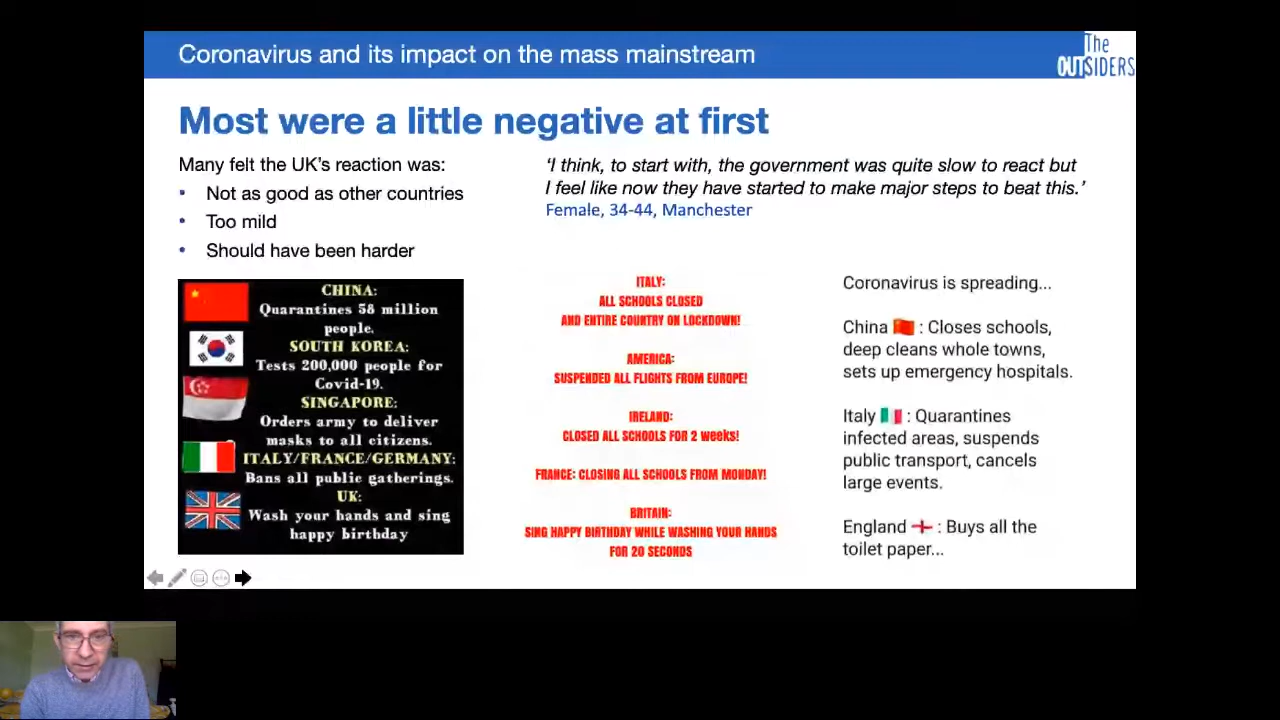 Coronavirus and its impact on the mass mainstream
The
OUTSIDERS
Most were a little negative at first
Many felt the UK's reaction was:
• Not as good as other countries
• Too mild
• Should have been harder
'I think, to start with, the government was quite slow to react but
I feel like now they have started to make major steps to beat this.'
Female, 34-44, Manchester
CHINA:
Quarantines 58 million
people.
SOUTH KOREA:
Tests 200,000 people for
Covid-19.
SINGAPORE:
Orders army to deliver
masks to all citizens.
ITALY/FRANCE/GERMANY:
Bans all public gatherings.
UK:
Wash your hands and sing
happy birthday
ITALY:
ALL SCHOOLS CLOSED
AND ENTIRE COUNTRY ON LOCKDOWN!
AMERICA:
SUSPENDED ALL FLIGHTS FROM EUROPE!
IRELAND:
CLOSED ALL SCHOOLS FOR 2 weeks!
FRANCE: CLOSING ALL SCHOOLS FROM MONDAY!
BRITAIN:
SING HAPPY BIRTHDAY WHILE WASHING YOUR HANDS
FOR 20 SECONDS
Coronavirus is spreading...
China 🇨🇳 : Closes schools,
deep cleans whole towns,
sets up emergency hospitals.
Italy 🇮🇹 : Quarantines
infected areas, suspends
public transport, cancels
large events.
England 🏴󠁧󠁢󠁥󠁮󠁧󠁿 : Buys all the
toilet paper...